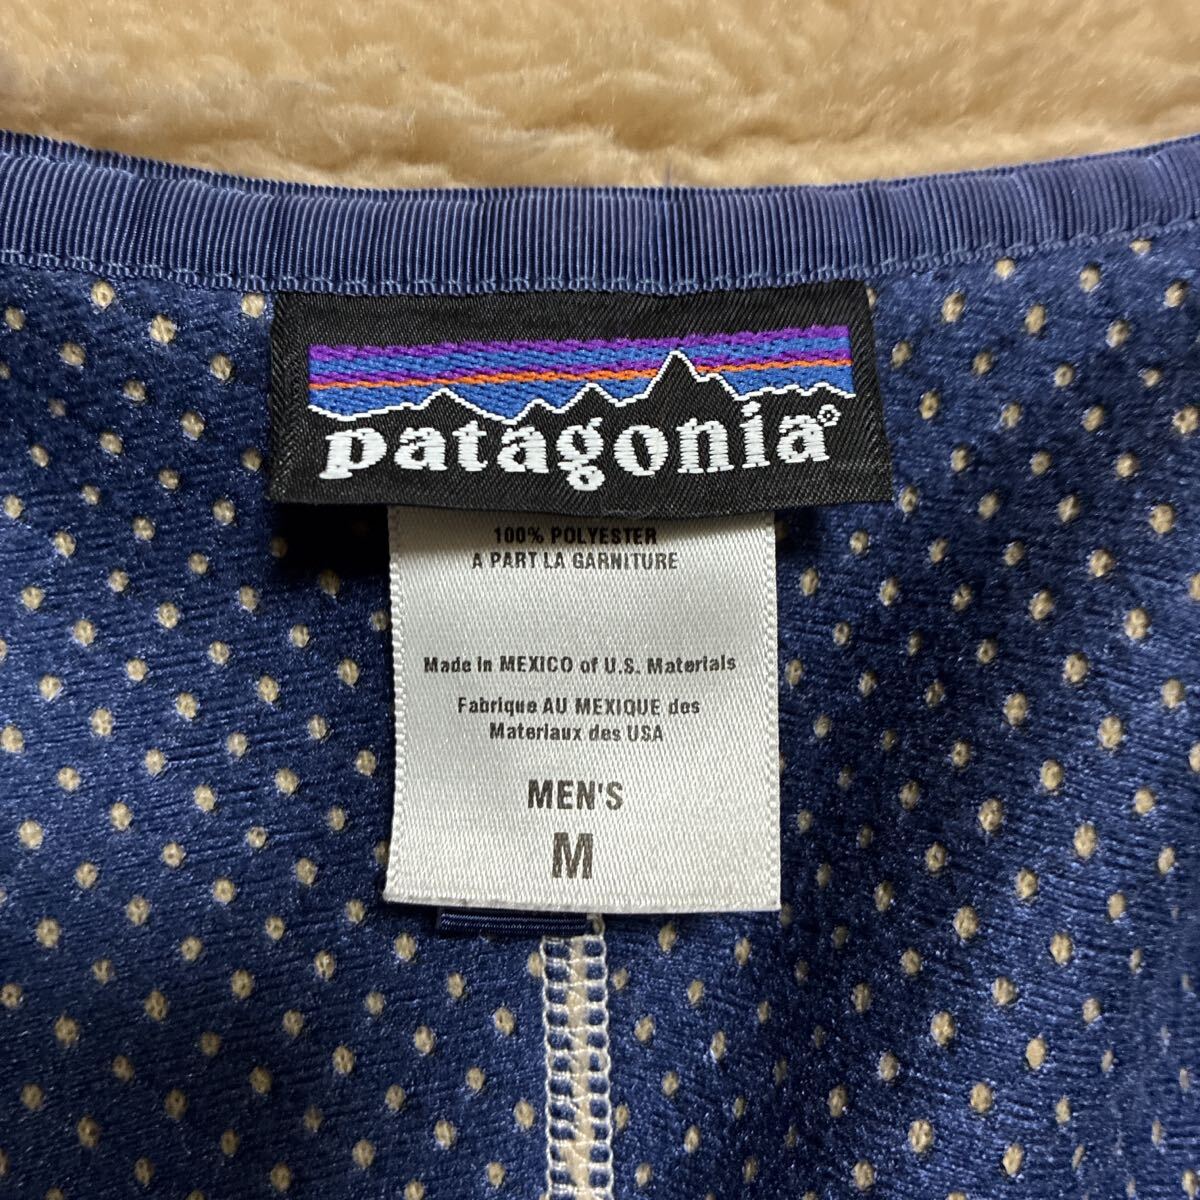 patagonia®
100% POLYESTER
A PART LA GARNITURE
Made in MEXICO of U.S. Materials
Fabrique AU MEXIQUE des
Materiaux des USA
MEN'S
M